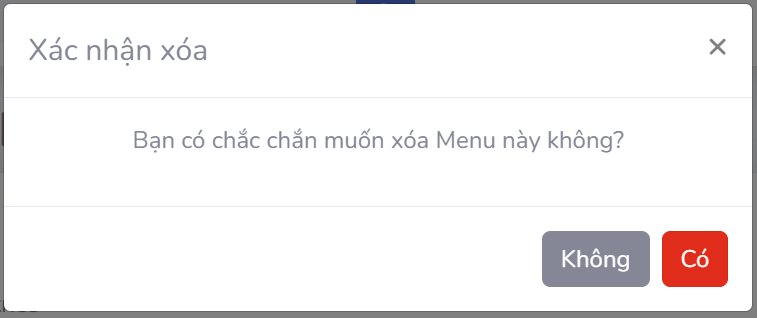 Xác nhận xóa
×
Bạn có chắc chắn muốn xóa Menu này không?
Không
Có